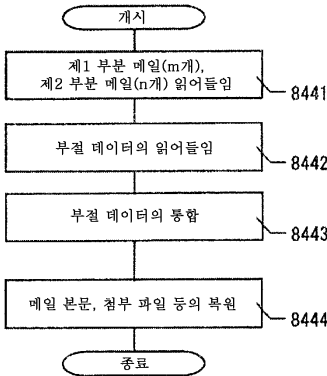 개시
제1 부분 메일(m개),
제2 부분 메일(n개) 읽어들임
8441
부절 데이터의 읽어들임
8442
부절 데이터의 통합
8443
메일 본문, 첨부 파일 등의 복원
8444
종료